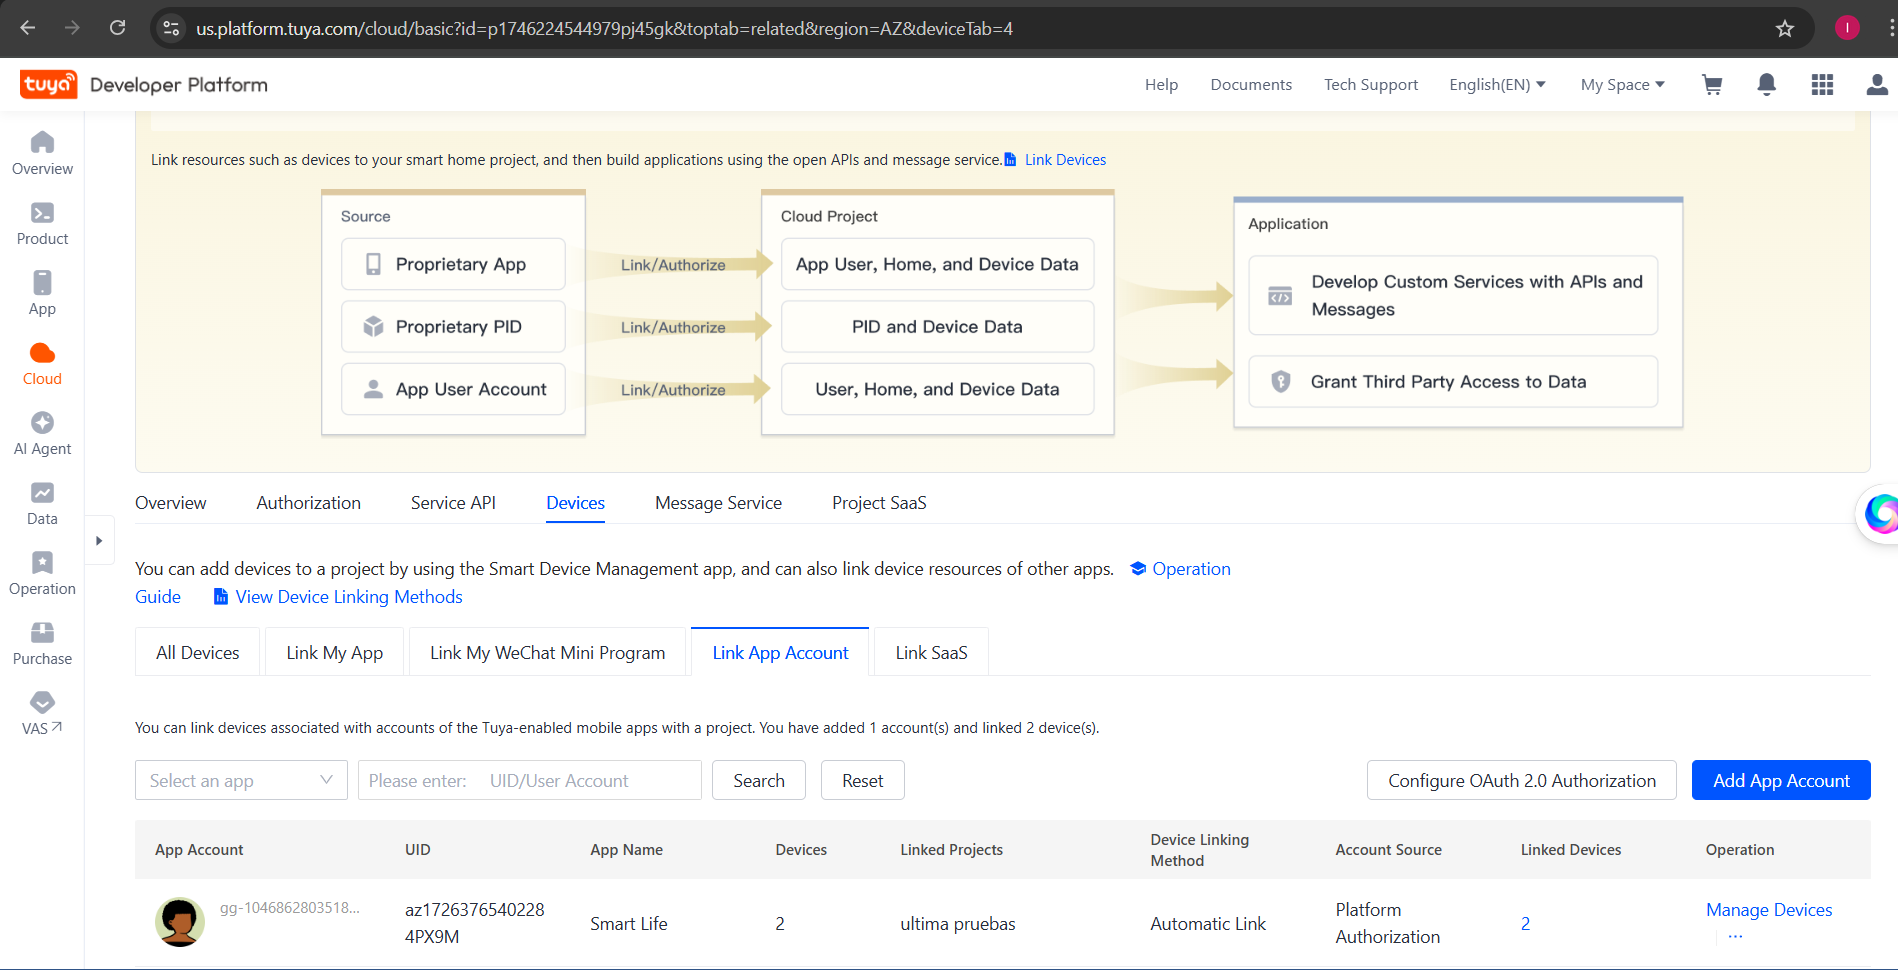 us.platform.tuya.com/cloud/basic?id=p1746224544979pj45gk&toptab=related&region=AZ&deviceTab=4
I
tuya Developer Platform
Help Documents Tech Support English(EN) My Space
Overview
Product
App
Cloud
AI Agent
Data
Operation
Purchase
VAS
Link resources such as devices to your smart home project, and then build applications using the open APIs and message service. Link Devices
Source
Proprietary App
Proprietary PID
App User Account
Link/Authorize
Link/Authorize
Link/Authorize
Cloud Project
App User, Home, and Device Data
PID and Device Data
User, Home, and Device Data
Application
Develop Custom Services with APIs and
Messages
Grant Third Party Access to Data
Overview Authorization Service API Devices Message Service Project SaaS
You can add devices to a project by using the Smart Device Management app, and can also link device resources of other apps. Operation
Guide View Device Linking Methods
All Devices Link My App Link My WeChat Mini Program Link App Account Link SaaS
You can link devices associated with accounts of the Tuya-enabled mobile apps with a project. You have added 1 account(s) and linked 2 device(s).
Select an app Please enter: UID/User Account Search Reset Configure OAuth 2.0 Authorization Add App Account
App Account UID App Name Devices Linked Projects Device Linking Method Account Source Linked Devices Operation
gg-1046862803518... az1726376540228 4PX9M Smart Life 2 ultima pruebas Automatic Link Platform Authorization 2 Manage Devices
...